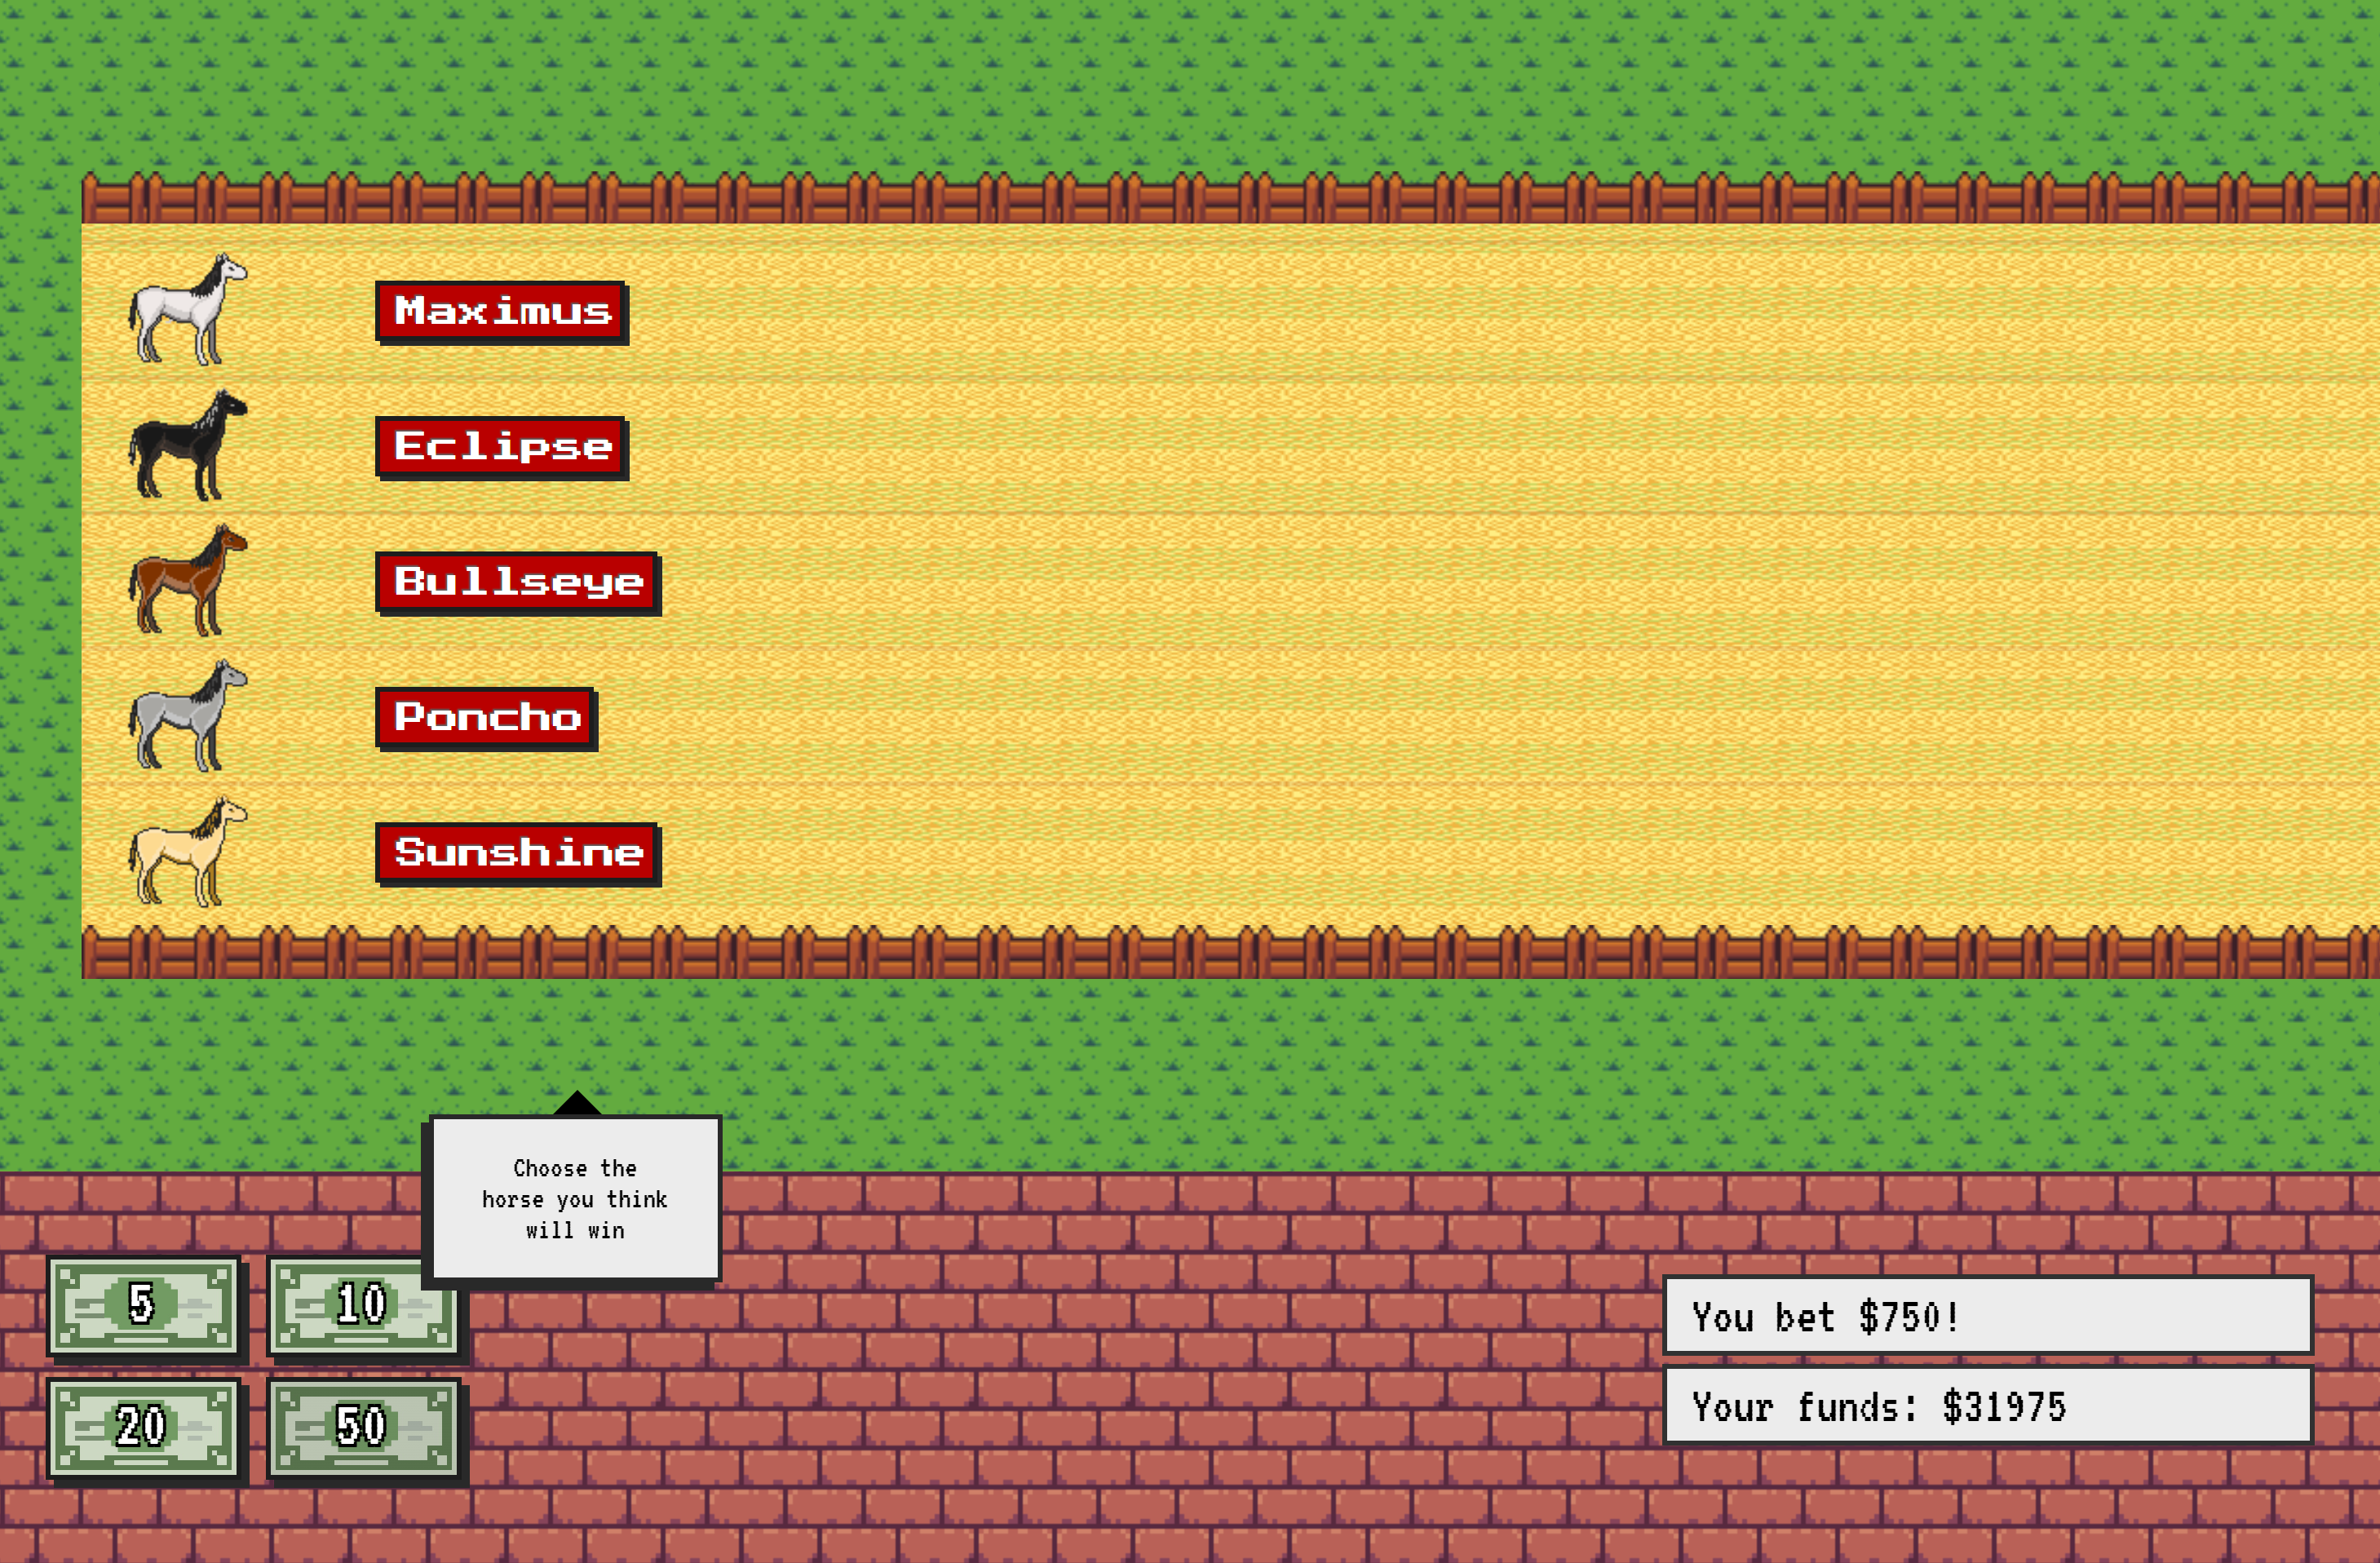 Maximus
Eclipse
Bullseye
Poncho
Sunshine
Choose the
horse you think
will win
5
10
20
50
You bet $750!
Your funds: $31975